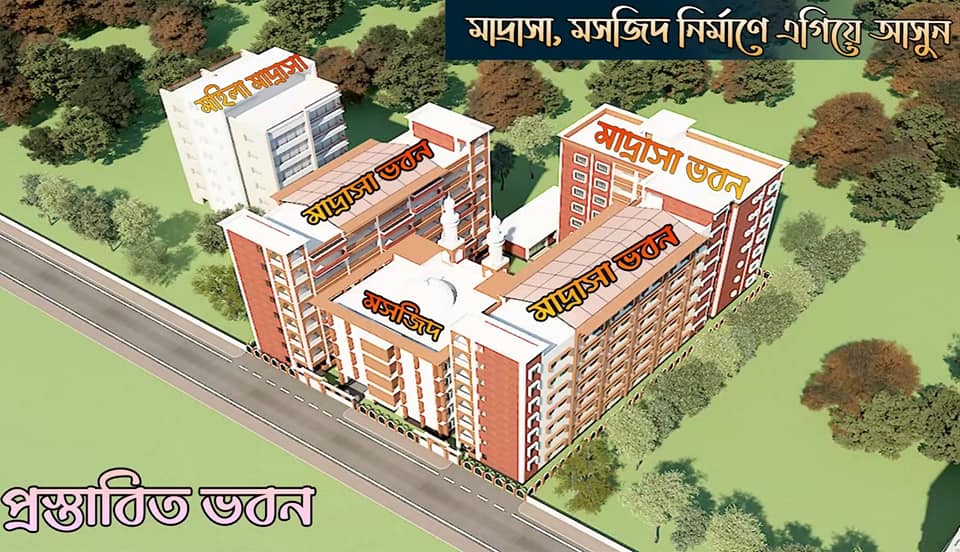 মাদ্রাসা, মসজিদ নির্মাণে এগিয়ে আসুন
মহিলা মাদ্রাসা
মাদ্রাসা ভবন
মাদ্রাসা ভবন
মসজিদ
মাদ্রাসা ভবন
প্রস্তাবিত ভবন